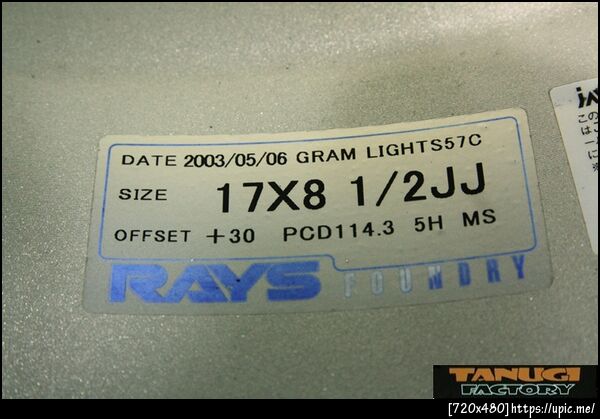 DATE 2003/05/06 GRAM LIGHTS57C
SIZE 17X8 1/2JJ
OFFSET +30 PCD114.3 5H MS
RAYS FOUNDRY
TANUGI
FACTORY
[720x480]https://upic.me/